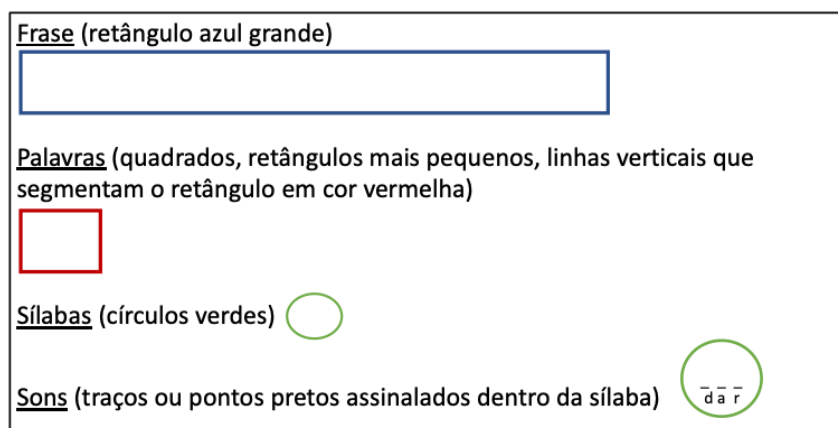 Frase (retângulo azul grande)
Palavras (quadrados, retângulos mais pequenos, linhas verticais que
segmentam o retângulo em cor vermelha)
Sílabas (círculos verdes)
Sons (traços ou pontos pretos assinalados dentro da sílaba)
d a r